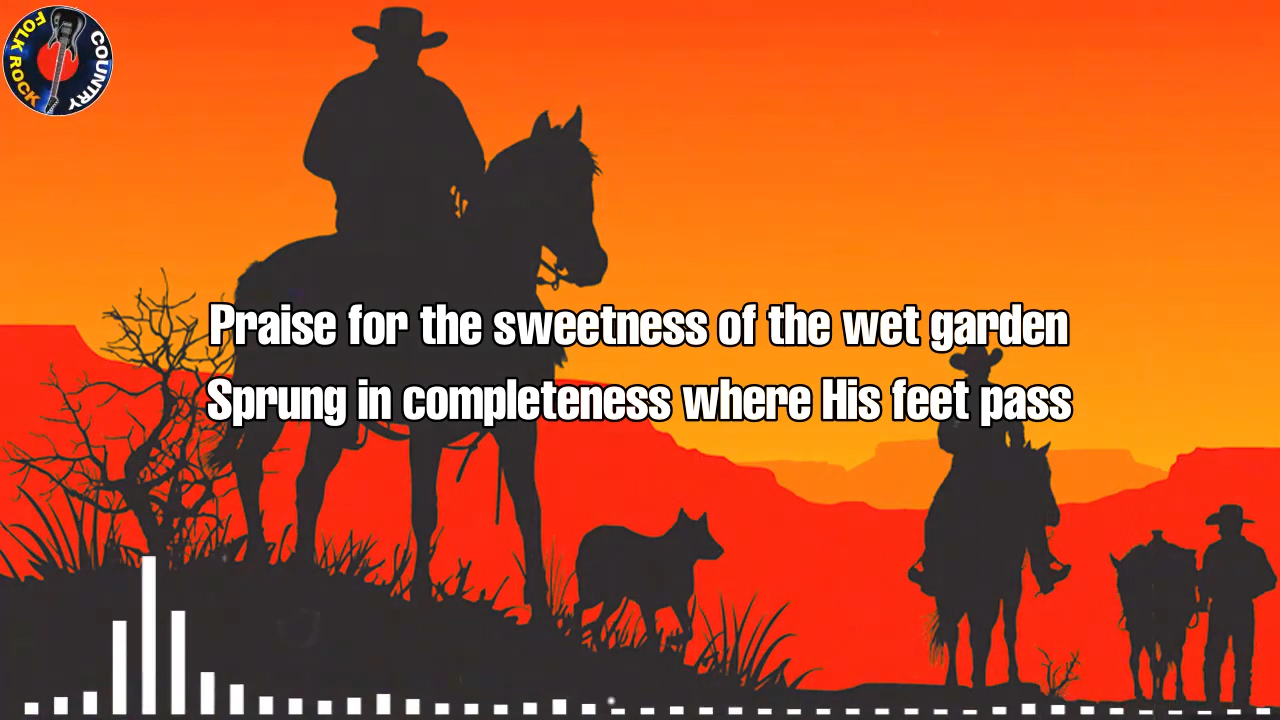 FOLK ROCK
COUNTRY
Praise for the sweetness of the wet garden
Sprung in completeness where His feet pass